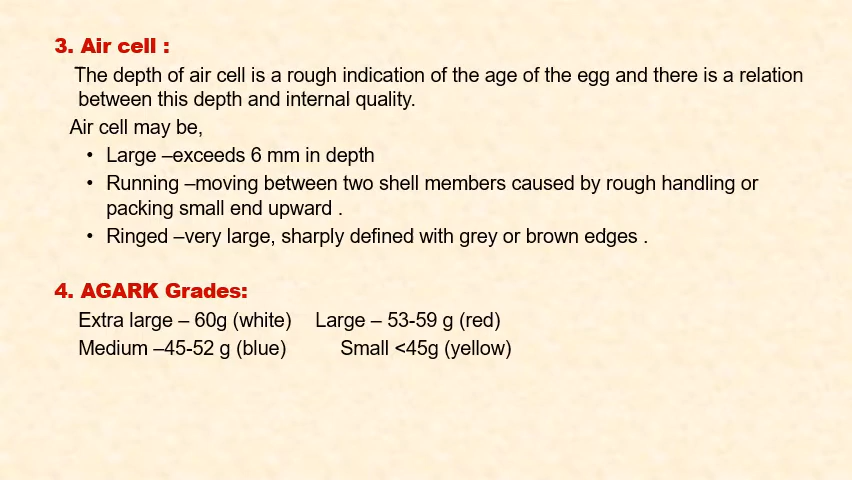 3. Air cell :
The depth of air cell is a rough indication of the age of the egg and there is a relation
between this depth and internal quality.
Air cell may be,
• Large –exceeds 6 mm in depth
• Running –moving between two shell members caused by rough handling or
packing small end upward .
• Ringed –very large, sharply defined with grey or brown edges .
4. AGARK Grades:
Extra large – 60g (white) Large – 53-59 g (red)
Medium –45-52 g (blue) Small <45g (yellow)